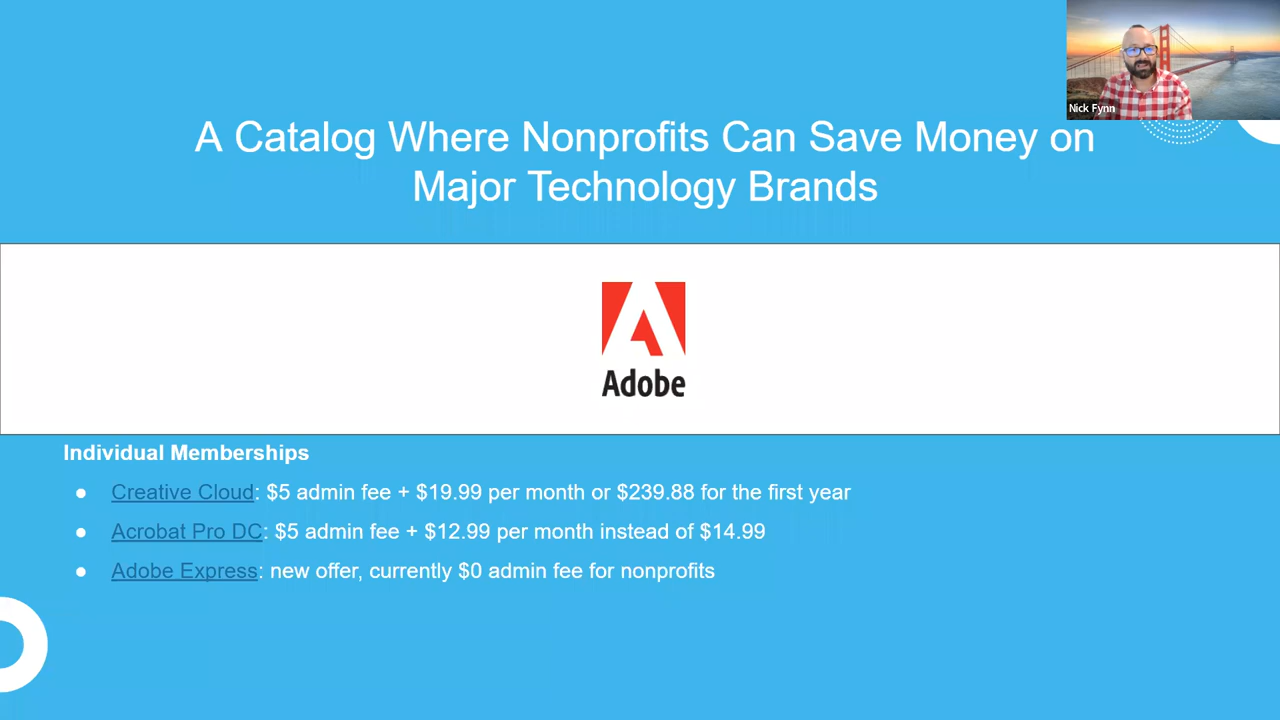 Nick Fynn
A Catalog Where Nonprofits Can Save Money on
Major Technology Brands
Adobe
Individual Memberships
● Creative Cloud: $5 admin fee + $19.99 per month or $239.88 for the first year
● Acrobat Pro DC: $5 admin fee + $12.99 per month instead of $14.99
● Adobe Express: new offer, currently $0 admin fee for nonprofits